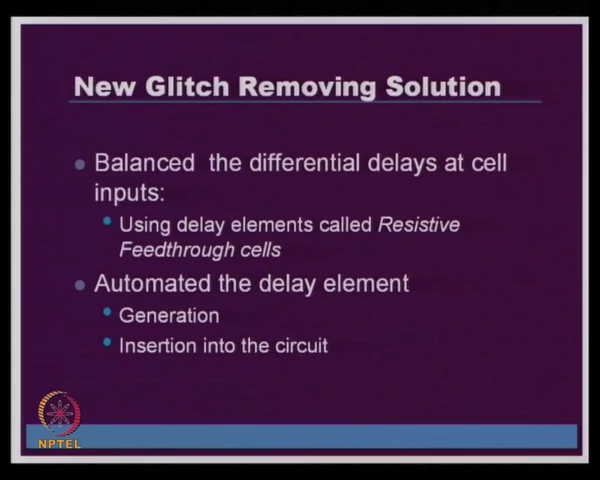 New Glitch Removing Solution
Balanced the differential delays at cell
inputs:
Using delay elements called Resistive
Feedthrough cells
Automated the delay element
Generation
Insertion into the circuit
NPTEL